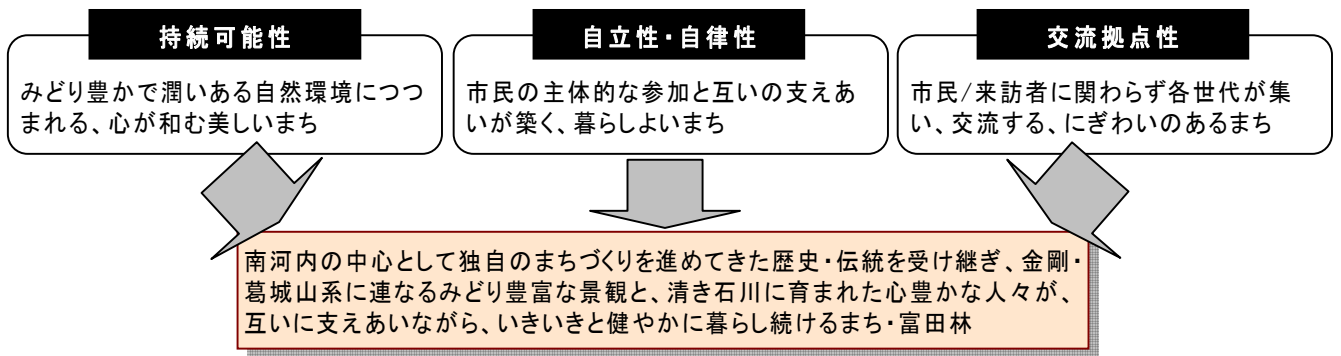 持続可能性
みどり豊かで潤いある自然環境につつ
まれる、心が和む美しいまち
自立性・自律性
市民の主体的な参加と互いの支えあ
いが築く、暮らしよいまち
交流拠点性
市民/来訪者に関わらず各世代が集
い、交流する、にぎわいのあるまち
南河内の中心として独自のまちづくりを進めてきた歴史・伝統を受け継ぎ、金剛・
葛城山系に連なるみどり豊富な景観と、清き石川に育まれた心豊かな人々が、
互いに支えあいながら、いきいきと健やかに暮らし続けるまち・富田林